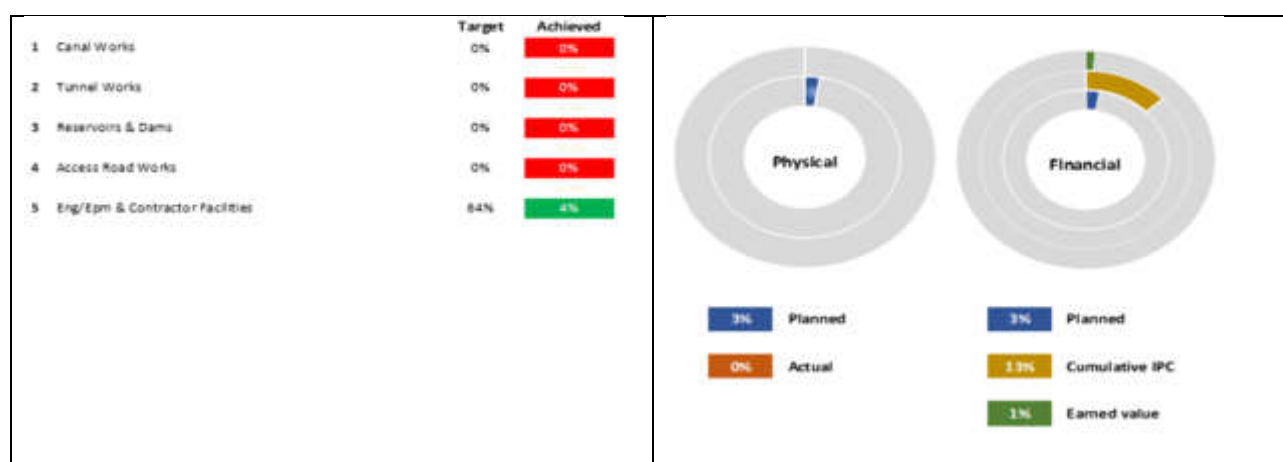 Target Achieved
1 Canal Works 0% 0%
2 Tunnel Works 0% 0%
3 Reservoirs & Dams 0% 0%
4 Access Road Works 0% 0%
5 Eng/Epm & Contractor Facilities 64% 4%
Physical
Financial
3% Planned
0% Actual
3% Planned
13% Cumulative IPC
1% Earned value